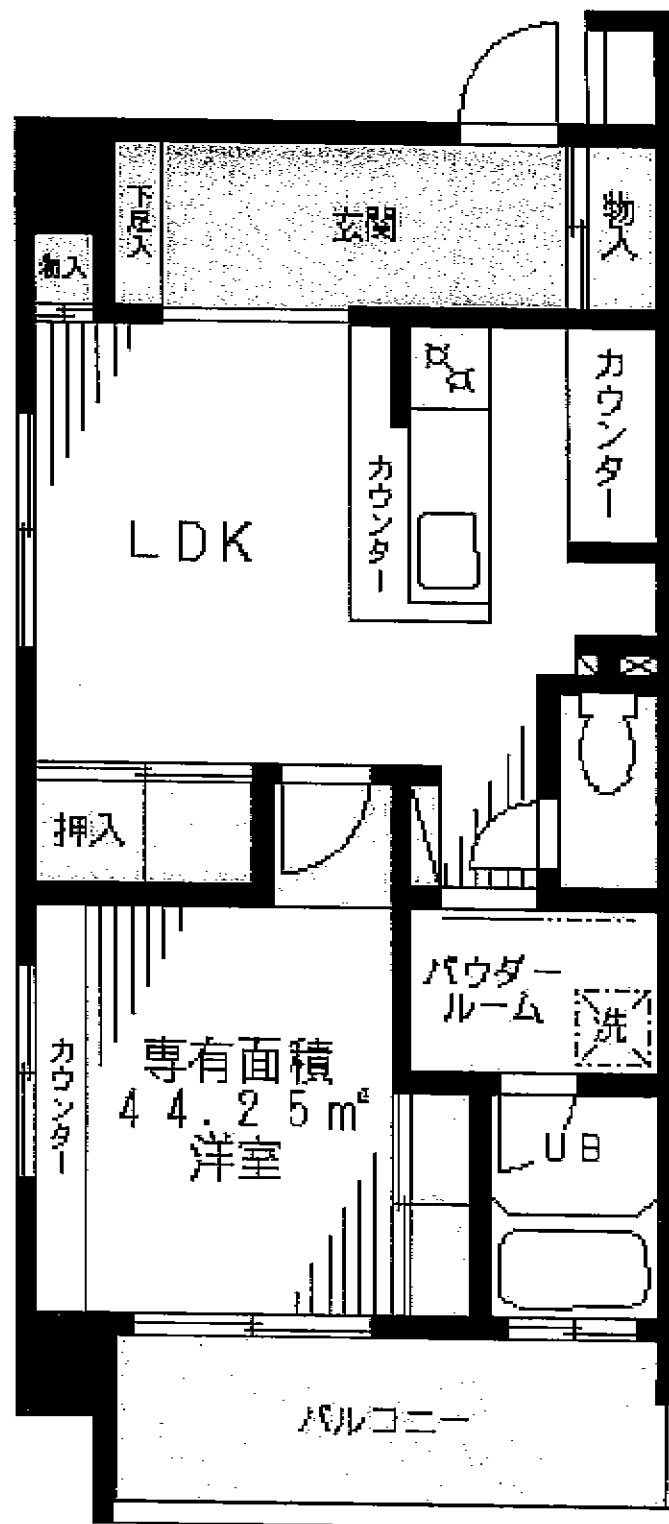 下足入
玄関
物入
物入
カウンター
カウンター
LDK
押入
パウダー
ルーム
洗
カウンター
専有面積
44.25㎡
洋室
UB
バルコニー